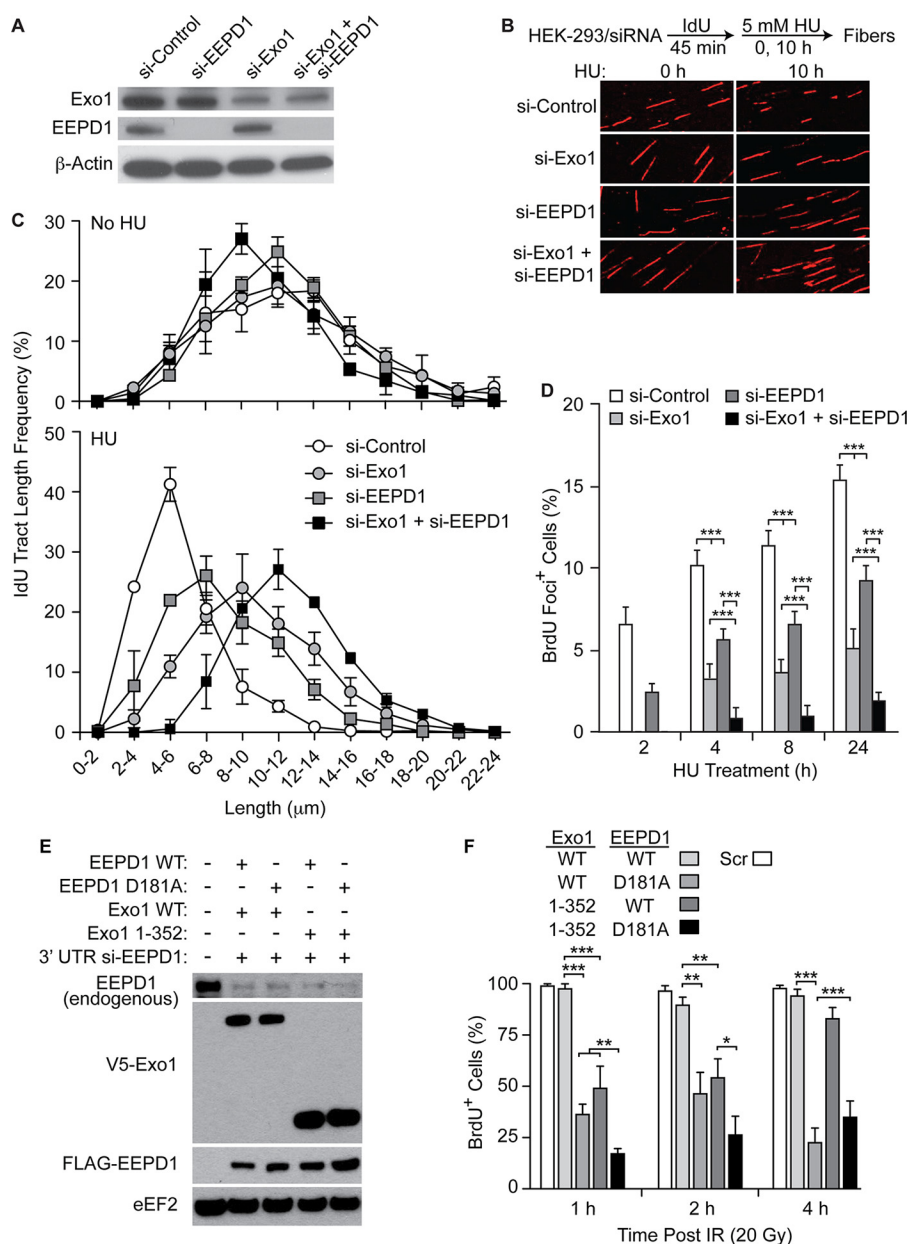 A
si-Control
si-EEPD1
si-Exo1
si-Exo1 +
si-EEPD1
Exo1
EEPD1
β-Actin
B
HEK-293/siRNA
IdU
45 min
5 mM HU
0, 10 h
Fibers
HU:
0 h
10 h
si-Control
si-Exo1
si-EEPD1
si-Exo1 +
si-EEPD1
C
No HU
30
20
10
0
HU
50
40
30
20
10
0
si-Control
si-Exo1
si-EEPD1
si-Exo1 + si-EEPD1
IdU Tract Length Frequency (%)
0-2
2-4
4-6
6-8
8-10
10-12
12-14
14-16
16-18
18-20
20-22
22-24
Length (μm)
D
si-Control
si-EEPD1
si-Exo1
si-Exo1 + si-EEPD1
20
15
10
5
0
BrdU Foci+ Cells (%)
***
***
***
***
***
***
***
***
***
2
4
8
24
HU Treatment (h)
E
EEPD1 WT: - + - + -
EEPD1 D181A: - - + - +
Exo1 WT: - + + - -
Exo1 1-352: - - - + +
3' UTR si-EEPD1: - + + + +
EEPD1
(endogenous)
V5-Exo1
FLAG-EEPD1
eEF2
F
Exo1 EEPD1
WT WT
Scr
WT D181A
1-352 WT
1-352 D181A
100
75
50
25
0
BrdU+ Cells (%)
***
***
**
**
**
*
***
***
1 h
2 h
4 h
Time Post IR (20 Gy)